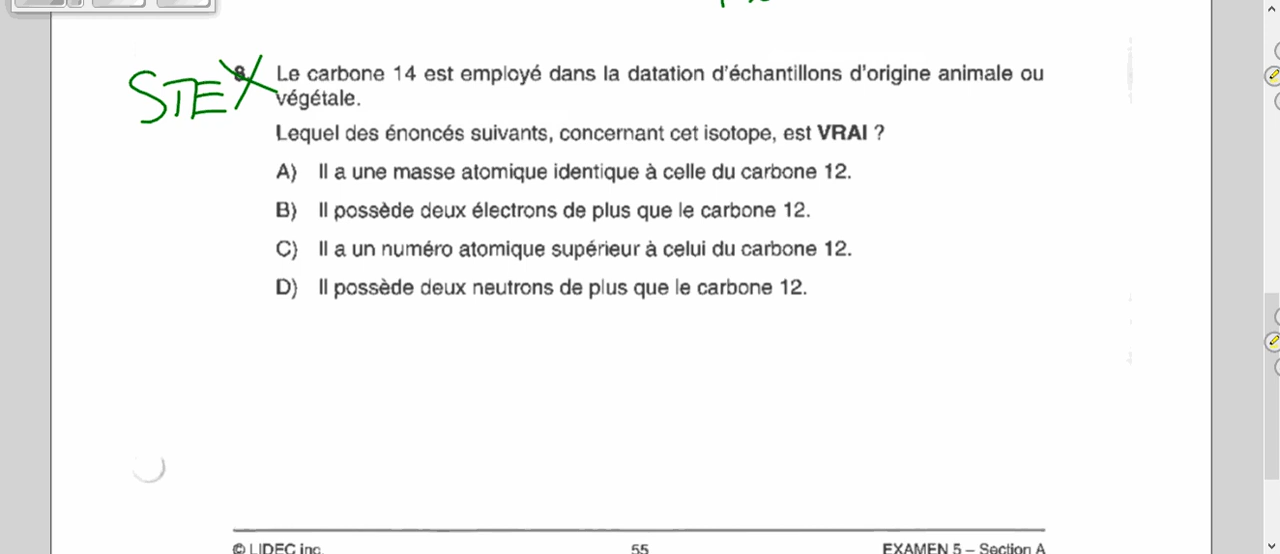 STE
8. Le carbone 14 est employé dans la datation d'échantillons d'origine animale ou
végétale.
Lequel des énoncés suivants, concernant cet isotope, est VRAI ?
A) Il a une masse atomique identique à celle du carbone 12.
B) Il possède deux électrons de plus que le carbone 12.
C) Il a un numéro atomique supérieur à celui du carbone 12.
D) Il possède deux neutrons de plus que le carbone 12.
© LIDEC inc. 55 EXAMEN 5 – Section A